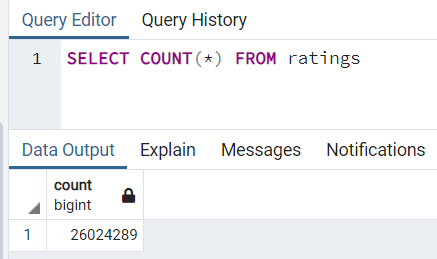 Query Editor Query History
1 SELECT COUNT(*) FROM ratings
Data Output Explain Messages Notifications
count
bigint
1 26024289